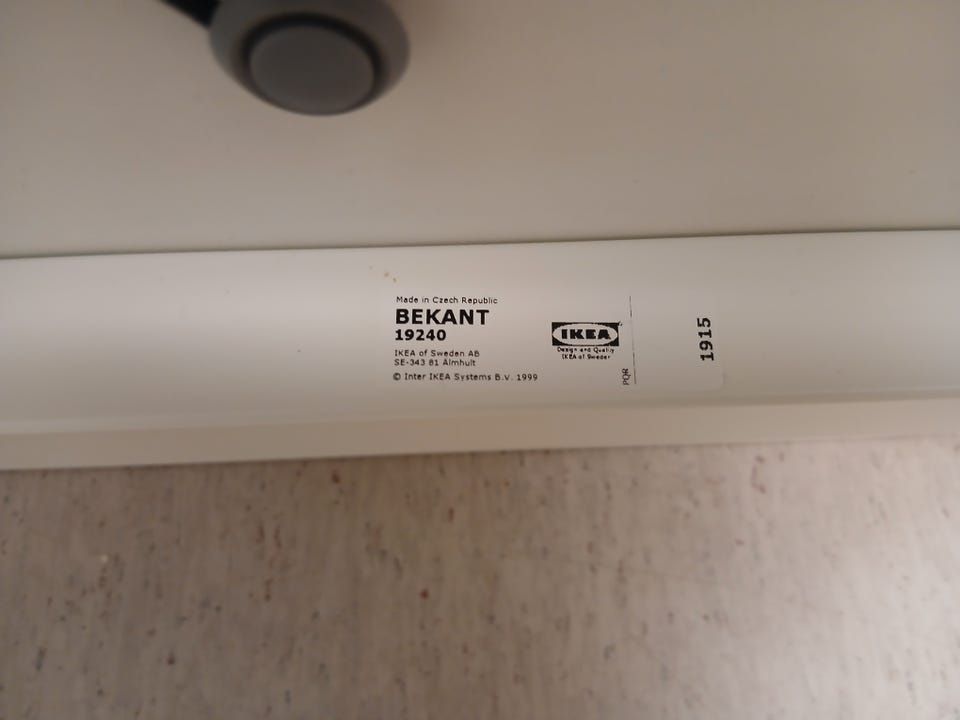 Made in Czech Republic
BEKANT
19240
IKEA of Sweden AB
SE-343 81 Älmhult
© Inter IKEA Systems B.V. 1999
IKEA
Design and Quality
IKEA of Sweden
PQR
1915